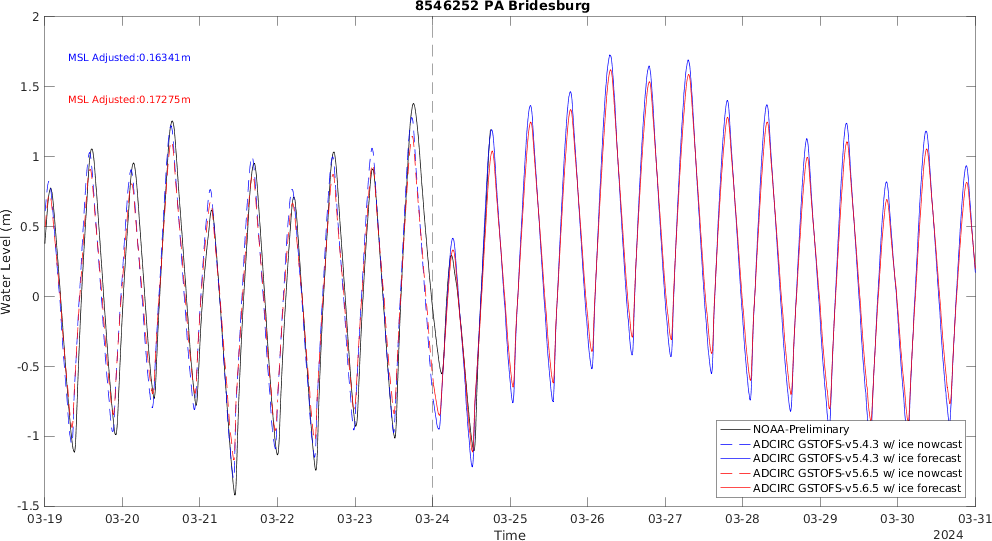 8546252 PA Bridesburg
MSL Adjusted:0.16341m
MSL Adjusted:0.17275m
Water Level (m)
2
1.5
1
0.5
0
-0.5
-1
-1.5
NOAA-Preliminary
ADCIRC GSTOFS-v5.4.3 w/ ice nowcast
ADCIRC GSTOFS-v5.4.3 w/ ice forecast
ADCIRC GSTOFS-v5.6.5 w/ ice nowcast
ADCIRC GSTOFS-v5.6.5 w/ ice forecast
03-19 03-20 03-21 03-22 03-23 03-24 03-25 03-26 03-27 03-28 03-29 03-30 03-31
Time
2024